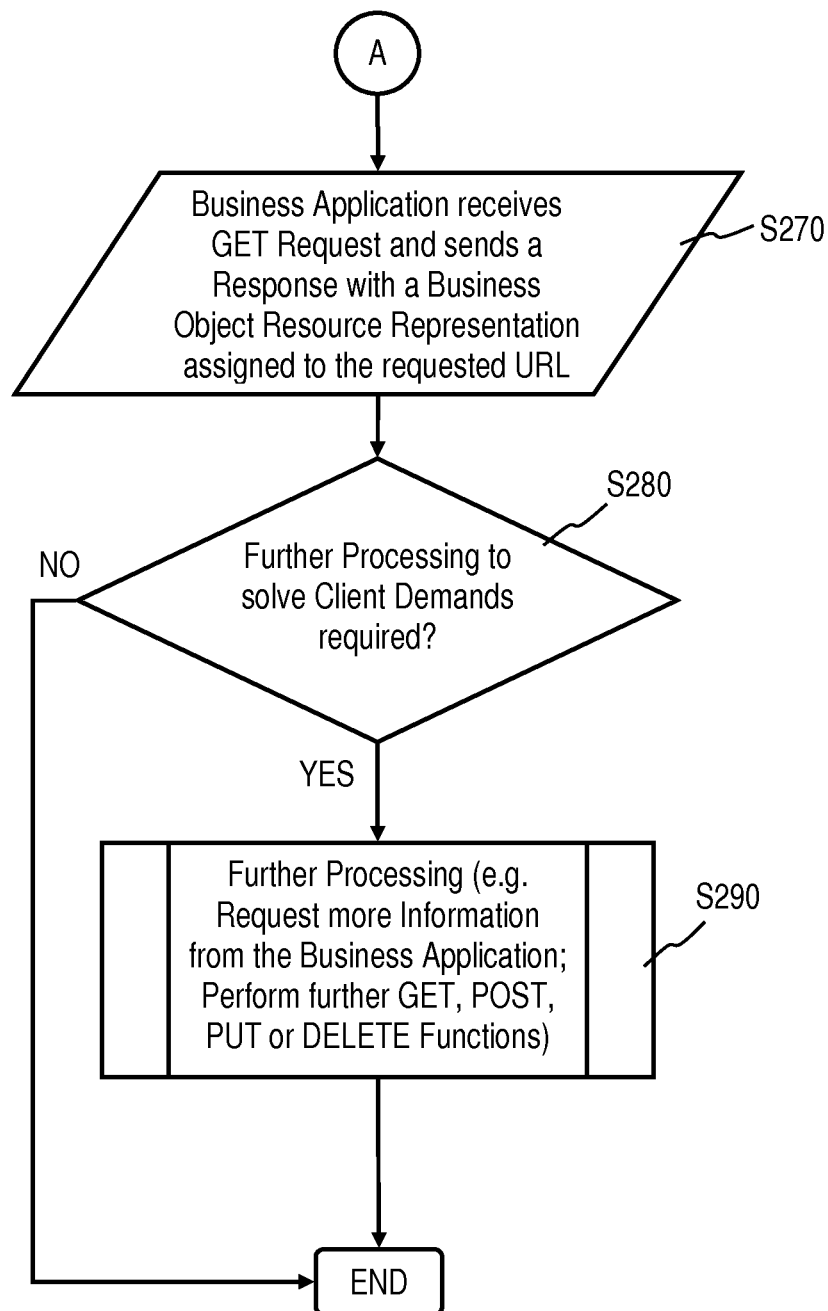 A
Business Application receives
GET Request and sends a
Response with a Business
Object Resource Representation
assigned to the requested URL
S270
S280
NO
Further Processing to
solve Client Demands
required?
YES
Further Processing (e.g.
Request more Information
from the Business Application;
Perform further GET, POST,
PUT or DELETE Functions)
S290
END